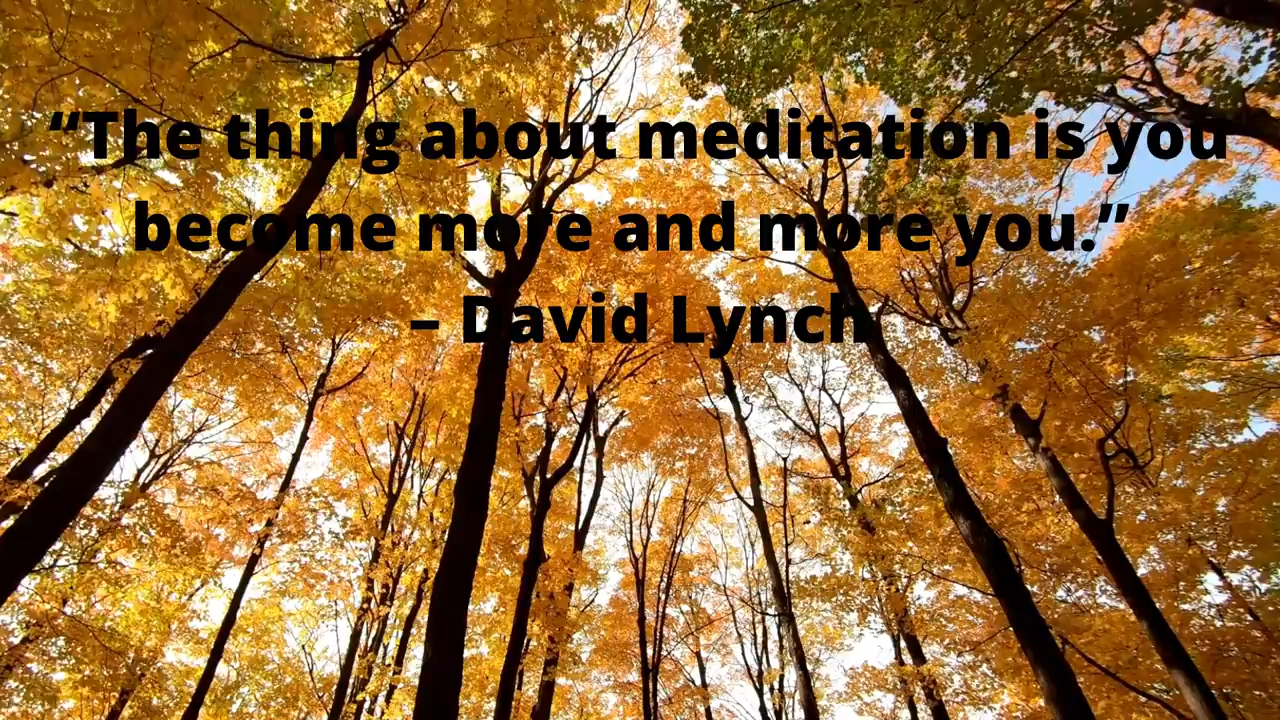 “The thing about meditation is you
become more and more you.”
– David Lynch